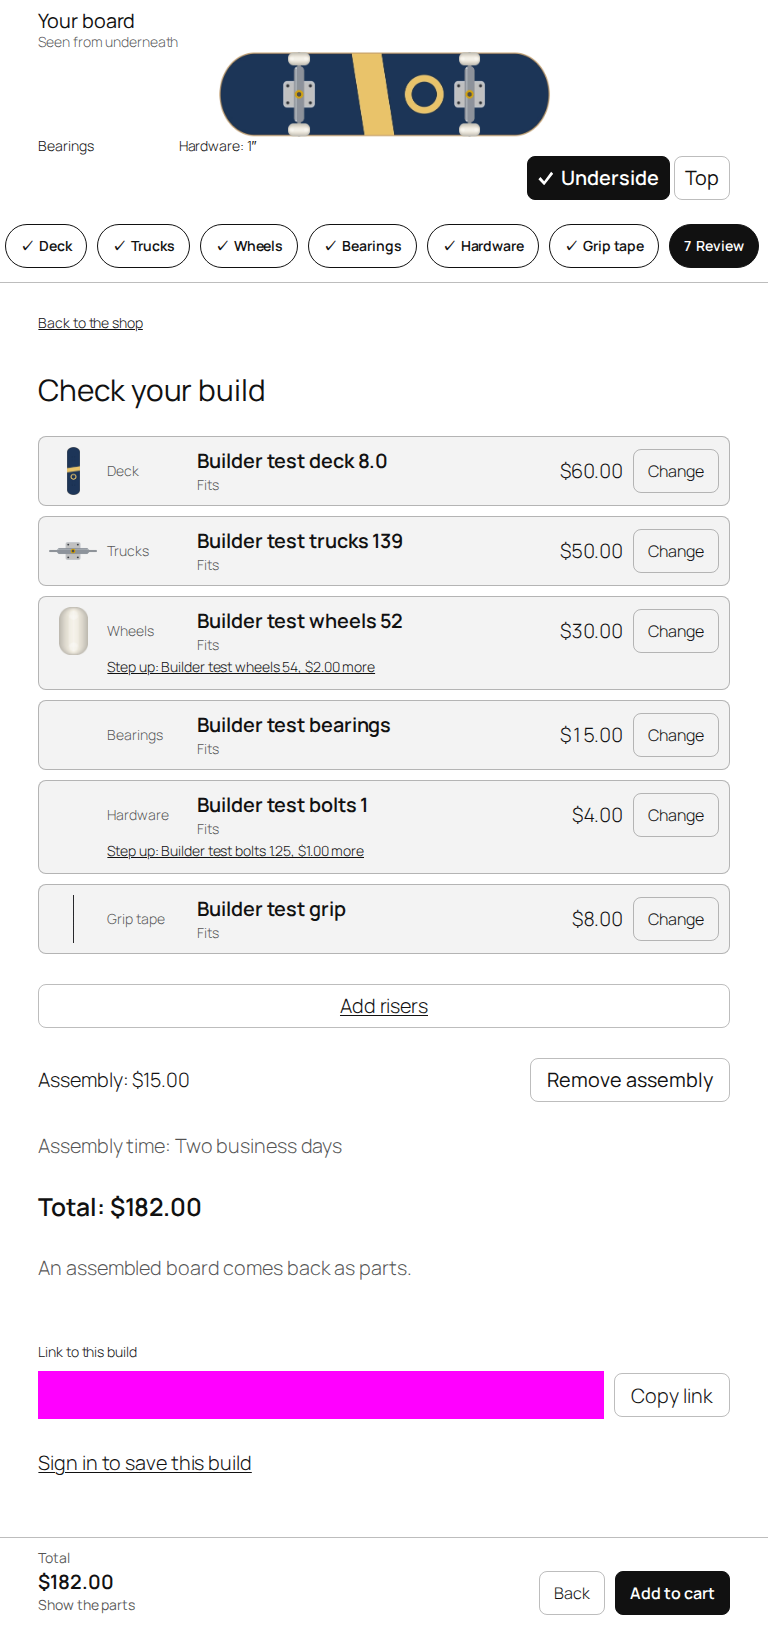 Your board
Seen from underneath
Bearings
Hardware: 1″
✓ Underside
Top
✓ Deck
✓ Trucks
✓ Wheels
✓ Bearings
✓ Hardware
✓ Grip tape
7 Review
Back to the shop
Check your build
Deck
Builder test deck 8.0
Fits
$60.00
Change
Trucks
Builder test trucks 139
Fits
$50.00
Change
Wheels
Builder test wheels 52
Fits
$30.00
Change
Step up: Builder test wheels 54, $2.00 more
Bearings
Builder test bearings
Fits
$15.00
Change
Hardware
Builder test bolts 1
Fits
$4.00
Change
Step up: Builder test bolts 1.25, $1.00 more
Grip tape
Builder test grip
Fits
$8.00
Change
Add risers
Assembly: $15.00
Remove assembly
Assembly time: Two business days
Total: $182.00
An assembled board comes back as parts.
Link to this build
Copy link
Sign in to save this build
Total
$182.00
Show the parts
Back
Add to cart